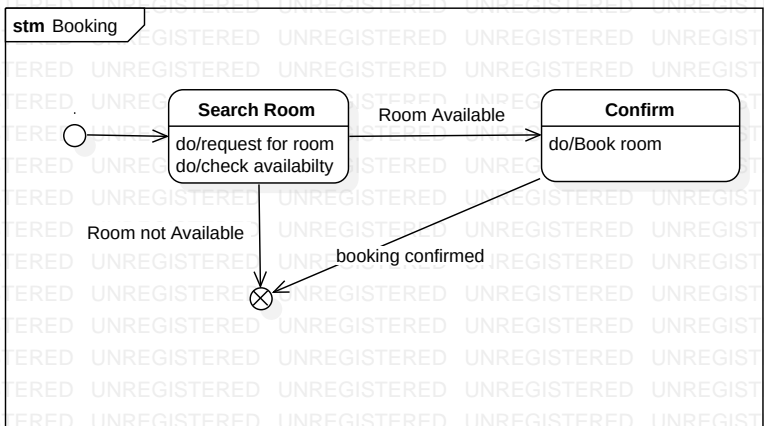 stm Booking
Search Room
do/request for room
do/check availabilty
Room Available
Confirm
do/Book room
Room not Available
booking confirmed
UNREGISTERED